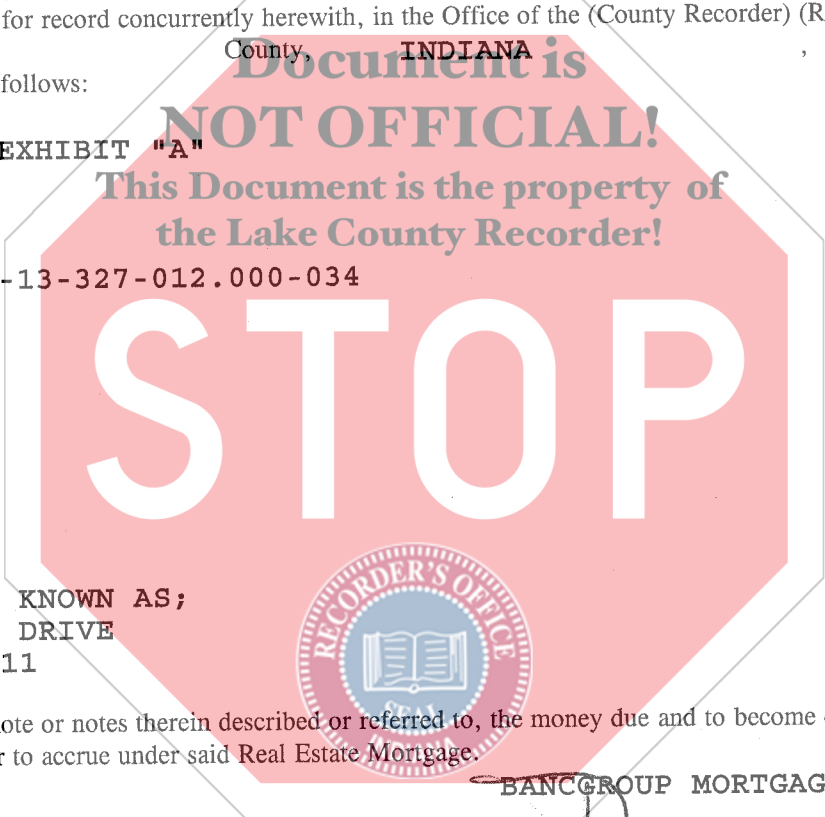 for record concurrently herewith, in the Office of the (County Recorder) (R
County, INDIANA ,
Document is
follows:
NOT OFFICIAL!
EXHIBIT "A"
This Document is the property of
the Lake County Recorder!
-13-327-012.000-034
STOP
RECORDER'S OFFICE
KNOWN AS;
DRIVE
11
SEAL
INDIANA
ote or notes therein described or referred to, the money due and to become
r to accrue under said Real Estate Mortgage.
BANCGROUP MORTGAG